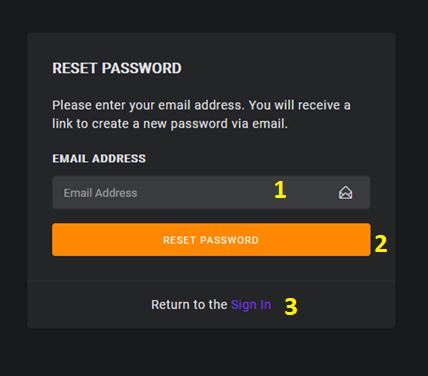 RESET PASSWORD
Please enter your email address. You will receive a
link to create a new password via email.
EMAIL ADDRESS
Email Address 1
RESET PASSWORD 2
Return to the Sign In 3